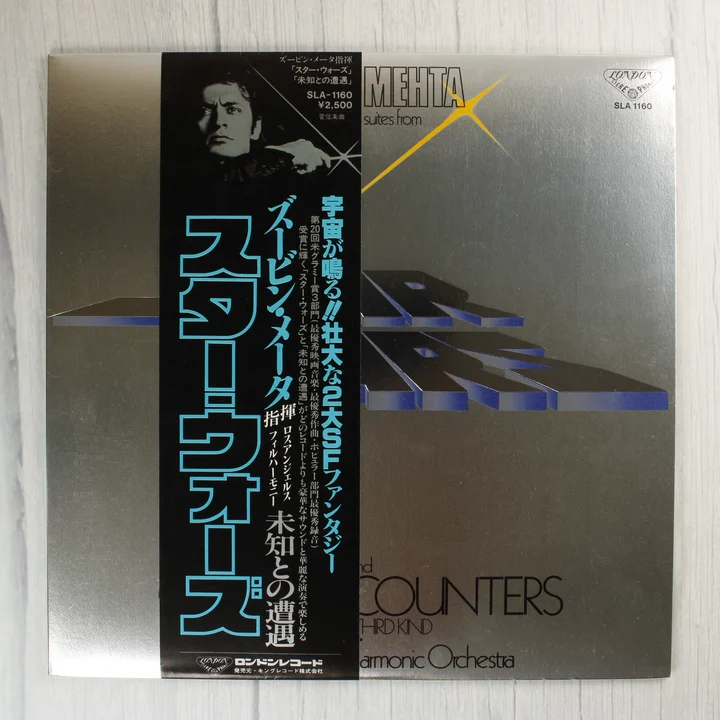 ズービン・メータ指揮
「スター・ウォーズ」
「未知との遭遇」
SLA-1160
¥2,500
管弦楽曲
宇宙が鳴る!!壮大な2大SFファンタジー
第20回米グラミー賞3部門(最優秀映画音楽・最優秀作曲・ポピュラー部門最優秀録音)
受賞に輝く「スター・ウォーズ」と「未知との遭遇」がどのレコードよりも豪華なサウンドと華麗な演奏で楽しめる
ズービン・メータ指揮
ロスアンジェルス
フィルハーモニー
未知との遭遇
スター・ウォーズ
LONDON
ロンドンレコード
発売元・キングレコード株式会社
MEHTA
suites from
LONDON
SLA 1160
COUNTERS
THIRD KIND
armonic Orchestra